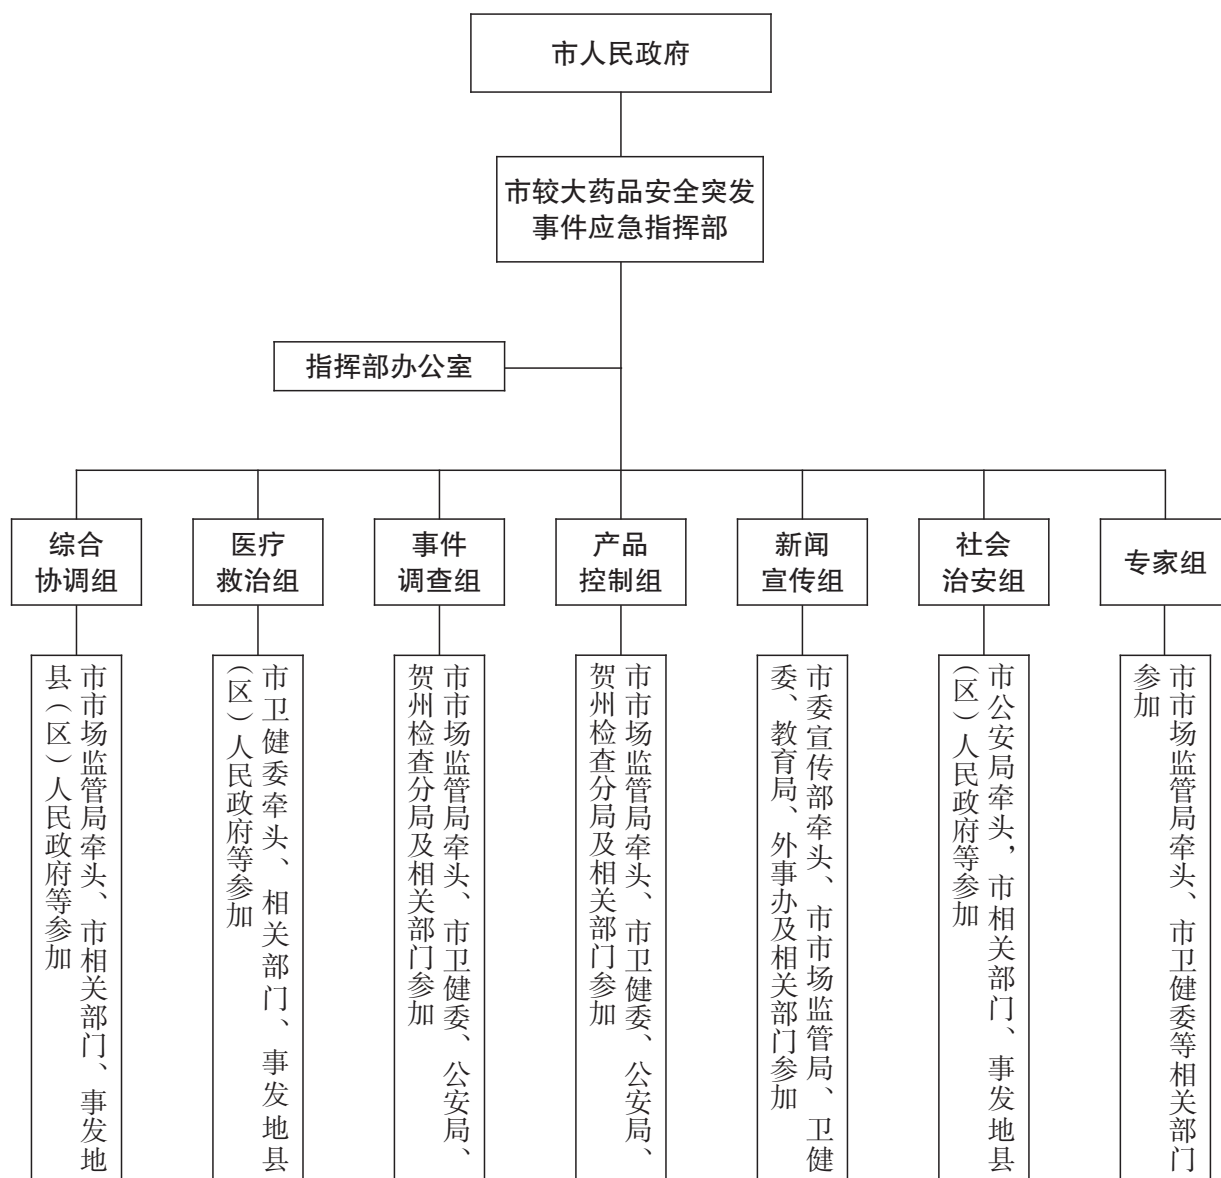 市人民政府
市较大药品安全突发
事件应急指挥部
指挥部办公室
综合
协调组
医疗
救治组
事件
调查组
产品
控制组
新闻
宣传组
社会
治安组
专家组
市市场监管局牵头、市相关部门、事发地
县（区）人民政府等参加
市卫健委牵头、相关部门、事发地县
（区）人民政府等参加
市市场监管局牵头、市卫健委、公安局、
贺州检查分局及相关部门参加
市市场监管局牵头、市卫健委、公安局、
贺州检查分局及相关部门参加
市委宣传部牵头、市市场监管局、卫健
委、教育局、外事办及相关部门参加
市公安局牵头，市相关部门、事发地县
（区）人民政府等参加
市市场监管局牵头、市卫健委等相关部门
参加